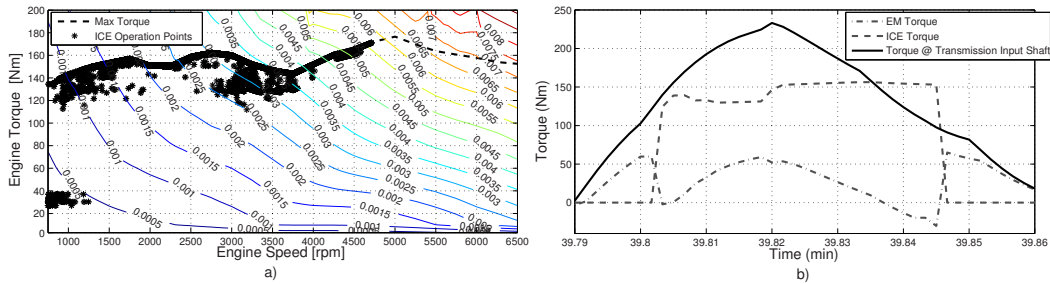 Max Torque
ICE Operation Points
Engine Torque [Nm]
200
180
160
140
120
100
80
60
40
20
0
1000 1500 2000 2500 3000 3500 4000 4500 5000 5500 6000 6500
Engine Speed [rpm]
a)
0.0005
0.001
0.0015
0.002
0.0025
0.003
0.0035
0.004
0.0045
0.005
0.0055
0.006
0.0065
0.007
0.008
EM Torque
ICE Torque
Torque @ Transmission Input Shaft
Torque (Nm)
250
200
150
100
50
0
39.79 39.8 39.81 39.82 39.83 39.84 39.85 39.86
Time (min)
b)